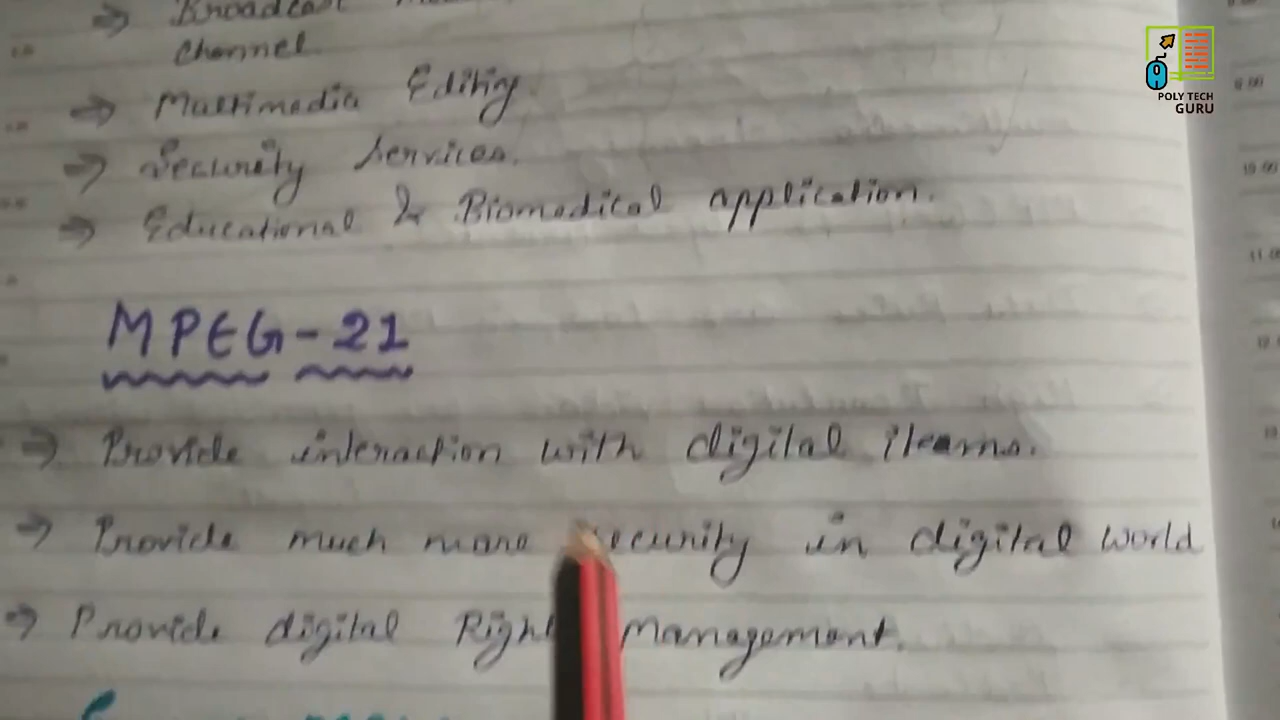 ⇒ Broadcast
Channel
⇒ Multimedia Editing
⇒ Security Services.
⇒ Educational & Biomedical application.
MPEG-21
⇒ Provide interaction with digital items.
⇒ Provide much more security in digital world
⇒ Provide digital Right Management.
POLY TECH
GURU